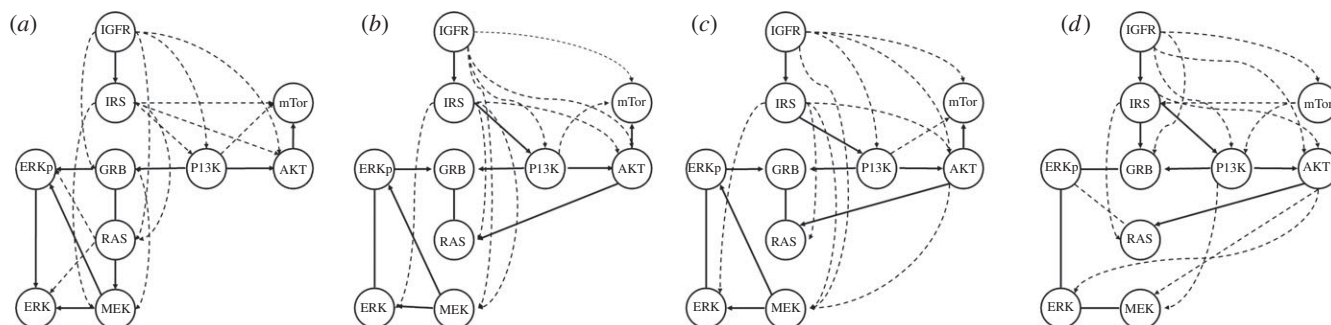 (a)
IGFR
IRS
mTor
ERKp
GRB
P13K
AKT
RAS
ERK
MEK
(b)
IGFR
IRS
mTor
ERKp
GRB
P13K
AKT
RAS
ERK
MEK
(c)
IGFR
IRS
mTor
ERKp
GRB
P13K
AKT
RAS
ERK
MEK
(d)
IGFR
IRS
mTor
ERKp
GRB
P13K
AKT
RAS
ERK
MEK